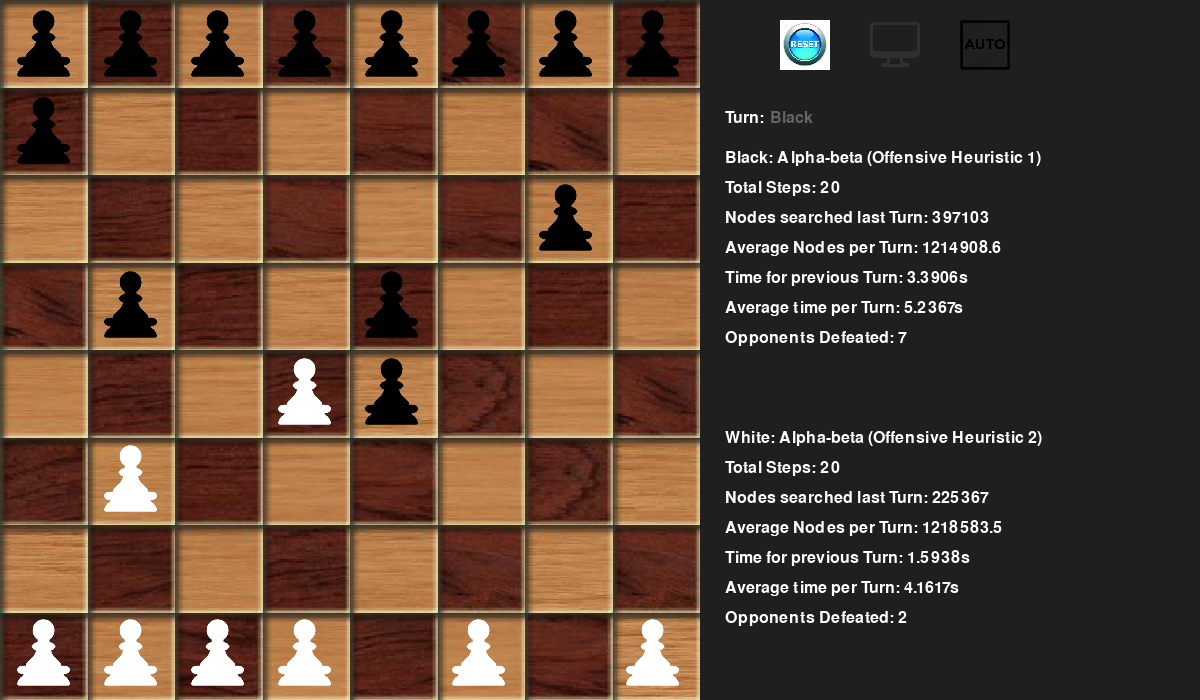 RESET
AUTO
Turn: Black
Black: Alpha-beta (Offensive Heuristic 1)
Total Steps: 20
Nodes searched last Turn: 397103
Average Nodes per Turn: 1214908.6
Time for previous Turn: 3.3906s
Average time per Turn: 5.2367s
Opponents Defeated: 7
White: Alpha-beta (Offensive Heuristic 2)
Total Steps: 20
Nodes searched last Turn: 225367
Average Nodes per Turn: 1218583.5
Time for previous Turn: 1.5938s
Average time per Turn: 4.1617s
Opponents Defeated: 2